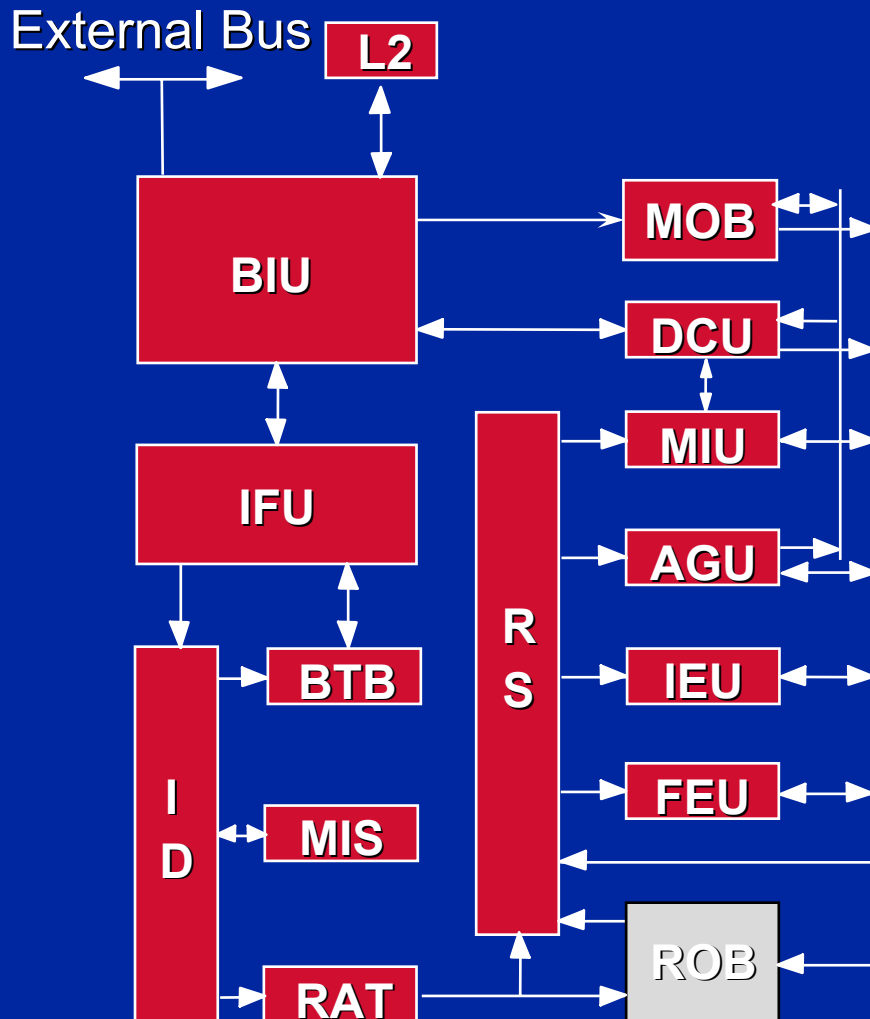 External Bus
L2
BIU
MOB
DCU
MIU
IFU
AGU
R
S
BTB
IEU
I
D
MIS
FEU
ROB
RAT